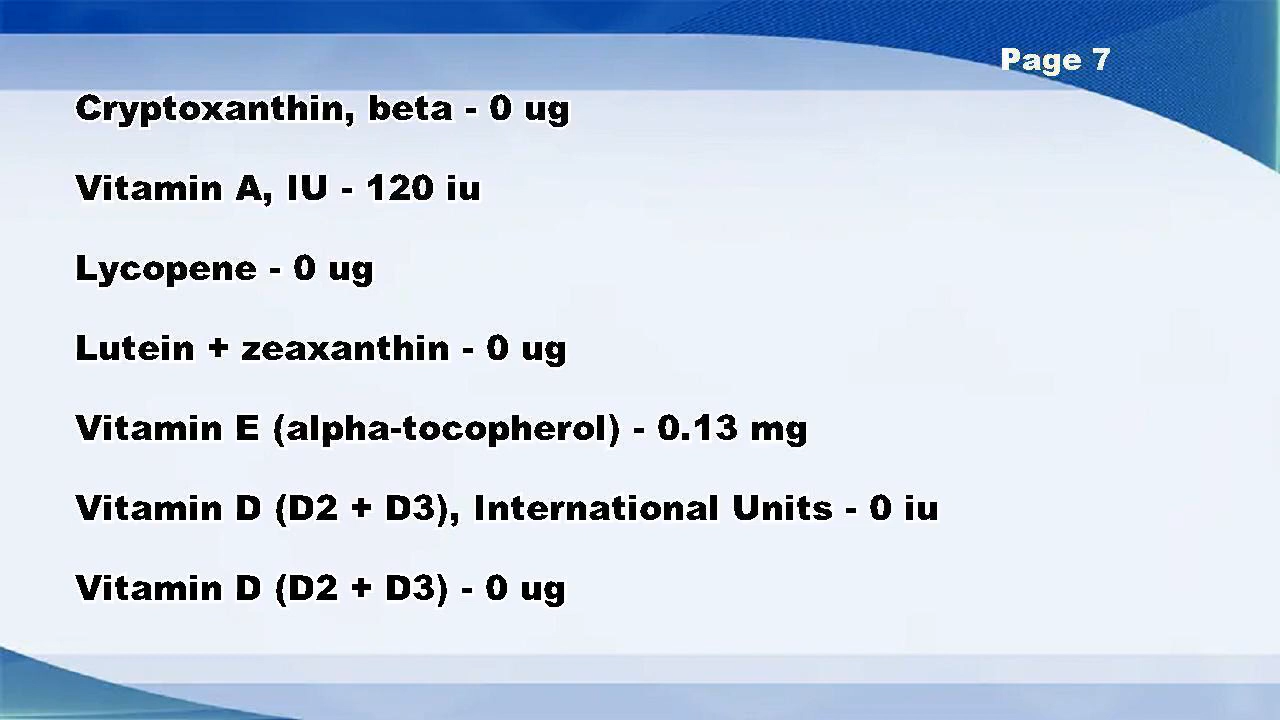 Page 7
Cryptoxanthin, beta - 0 ug
Vitamin A, IU - 120 iu
Lycopene - 0 ug
Lutein + zeaxanthin - 0 ug
Vitamin E (alpha-tocopherol) - 0.13 mg
Vitamin D (D2 + D3), International Units - 0 iu
Vitamin D (D2 + D3) - 0 ug